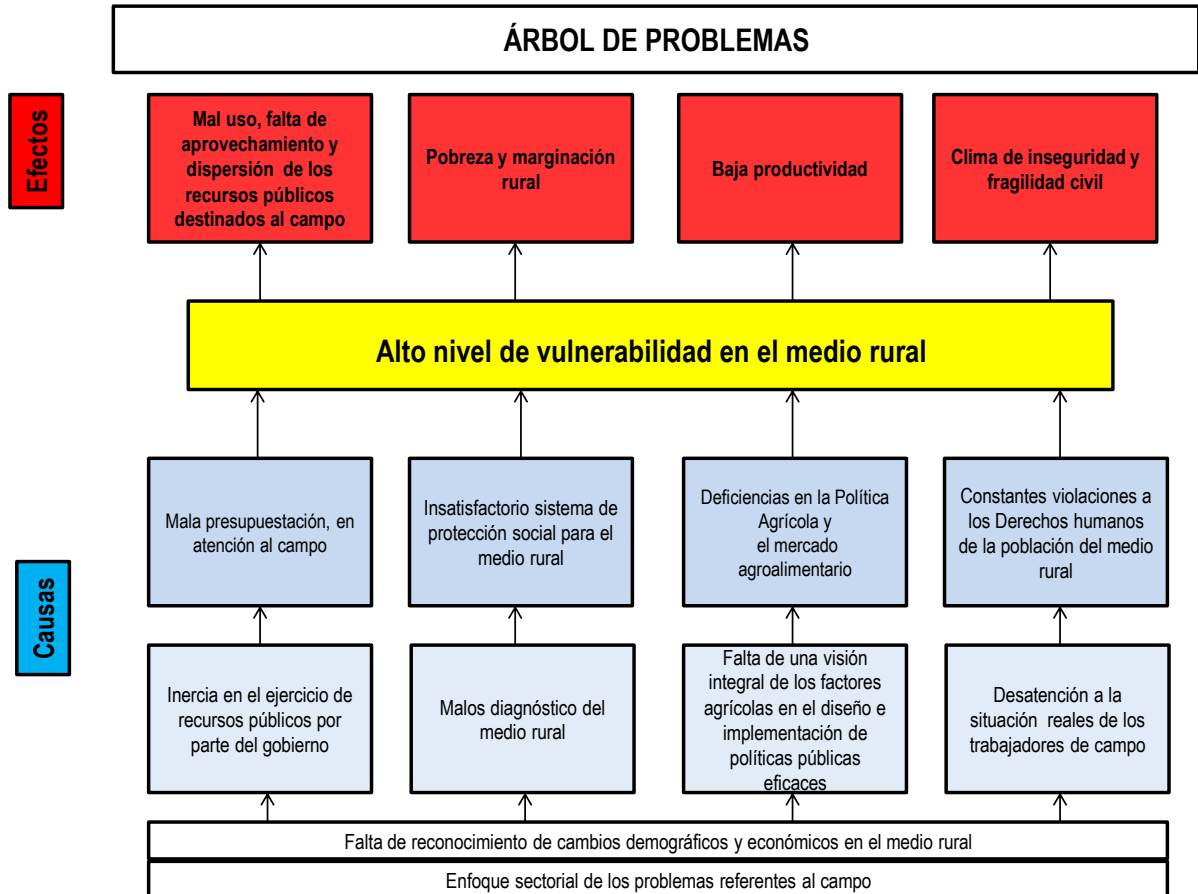 ÁRBOL DE PROBLEMAS
Efectos
Mal uso, falta de
aprovechamiento y
dispersión de los
recursos públicos
destinados al campo
Pobreza y marginación
rural
Baja productividad
Clima de inseguridad y
fragilidad civil
Alto nivel de vulnerabilidad en el medio rural
Causas
Mala presupuestación, en
atención al campo
Insatisfactorio sistema de
protección social para el
medio rural
Deficiencias en la Política
Agrícola y
el mercado
agroalimentario
Constantes violaciones a
los Derechos humanos
de la población del medio
rural
Inercia en el ejercicio de
recursos públicos por
parte del gobierno
Malos diagnóstico del
medio rural
Falta de una visión
integral de los factores
agrícolas en el diseño e
implementación de
políticas públicas
eficaces
Desatención a la
situación reales de los
trabajadores de campo
Falta de reconocimiento de cambios demográficos y económicos en el medio rural
Enfoque sectorial de los problemas referentes al campo